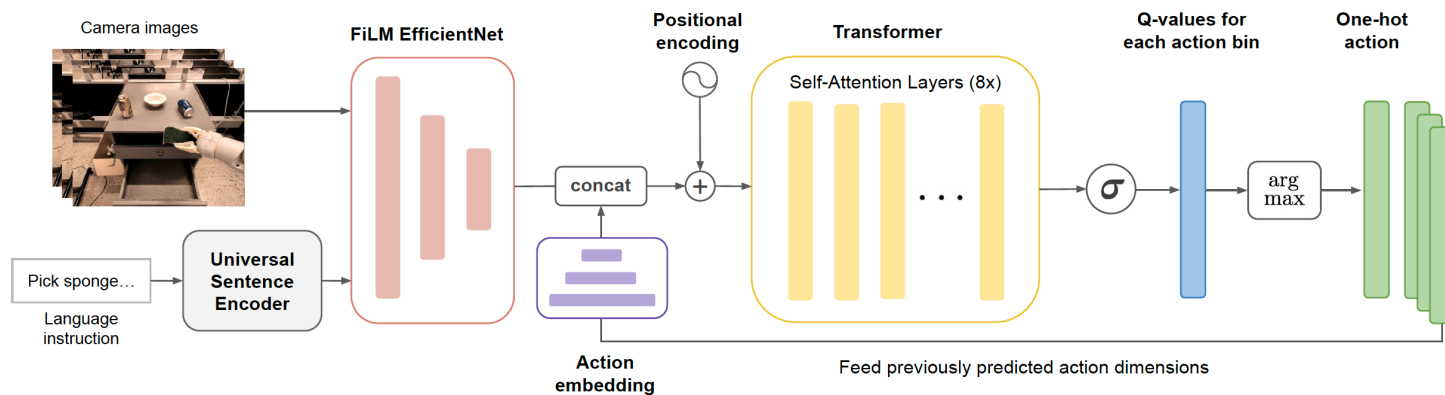 Camera images
Pick sponge…
Language
instruction
Universal
Sentence
Encoder
FiLM EfficientNet
concat
Action
embedding
Positional
encoding
+
Transformer
Self-Attention Layers (8x)
. . .
σ
Q-values for
each action bin
arg
max
One-hot
action
Feed previously predicted action dimensions